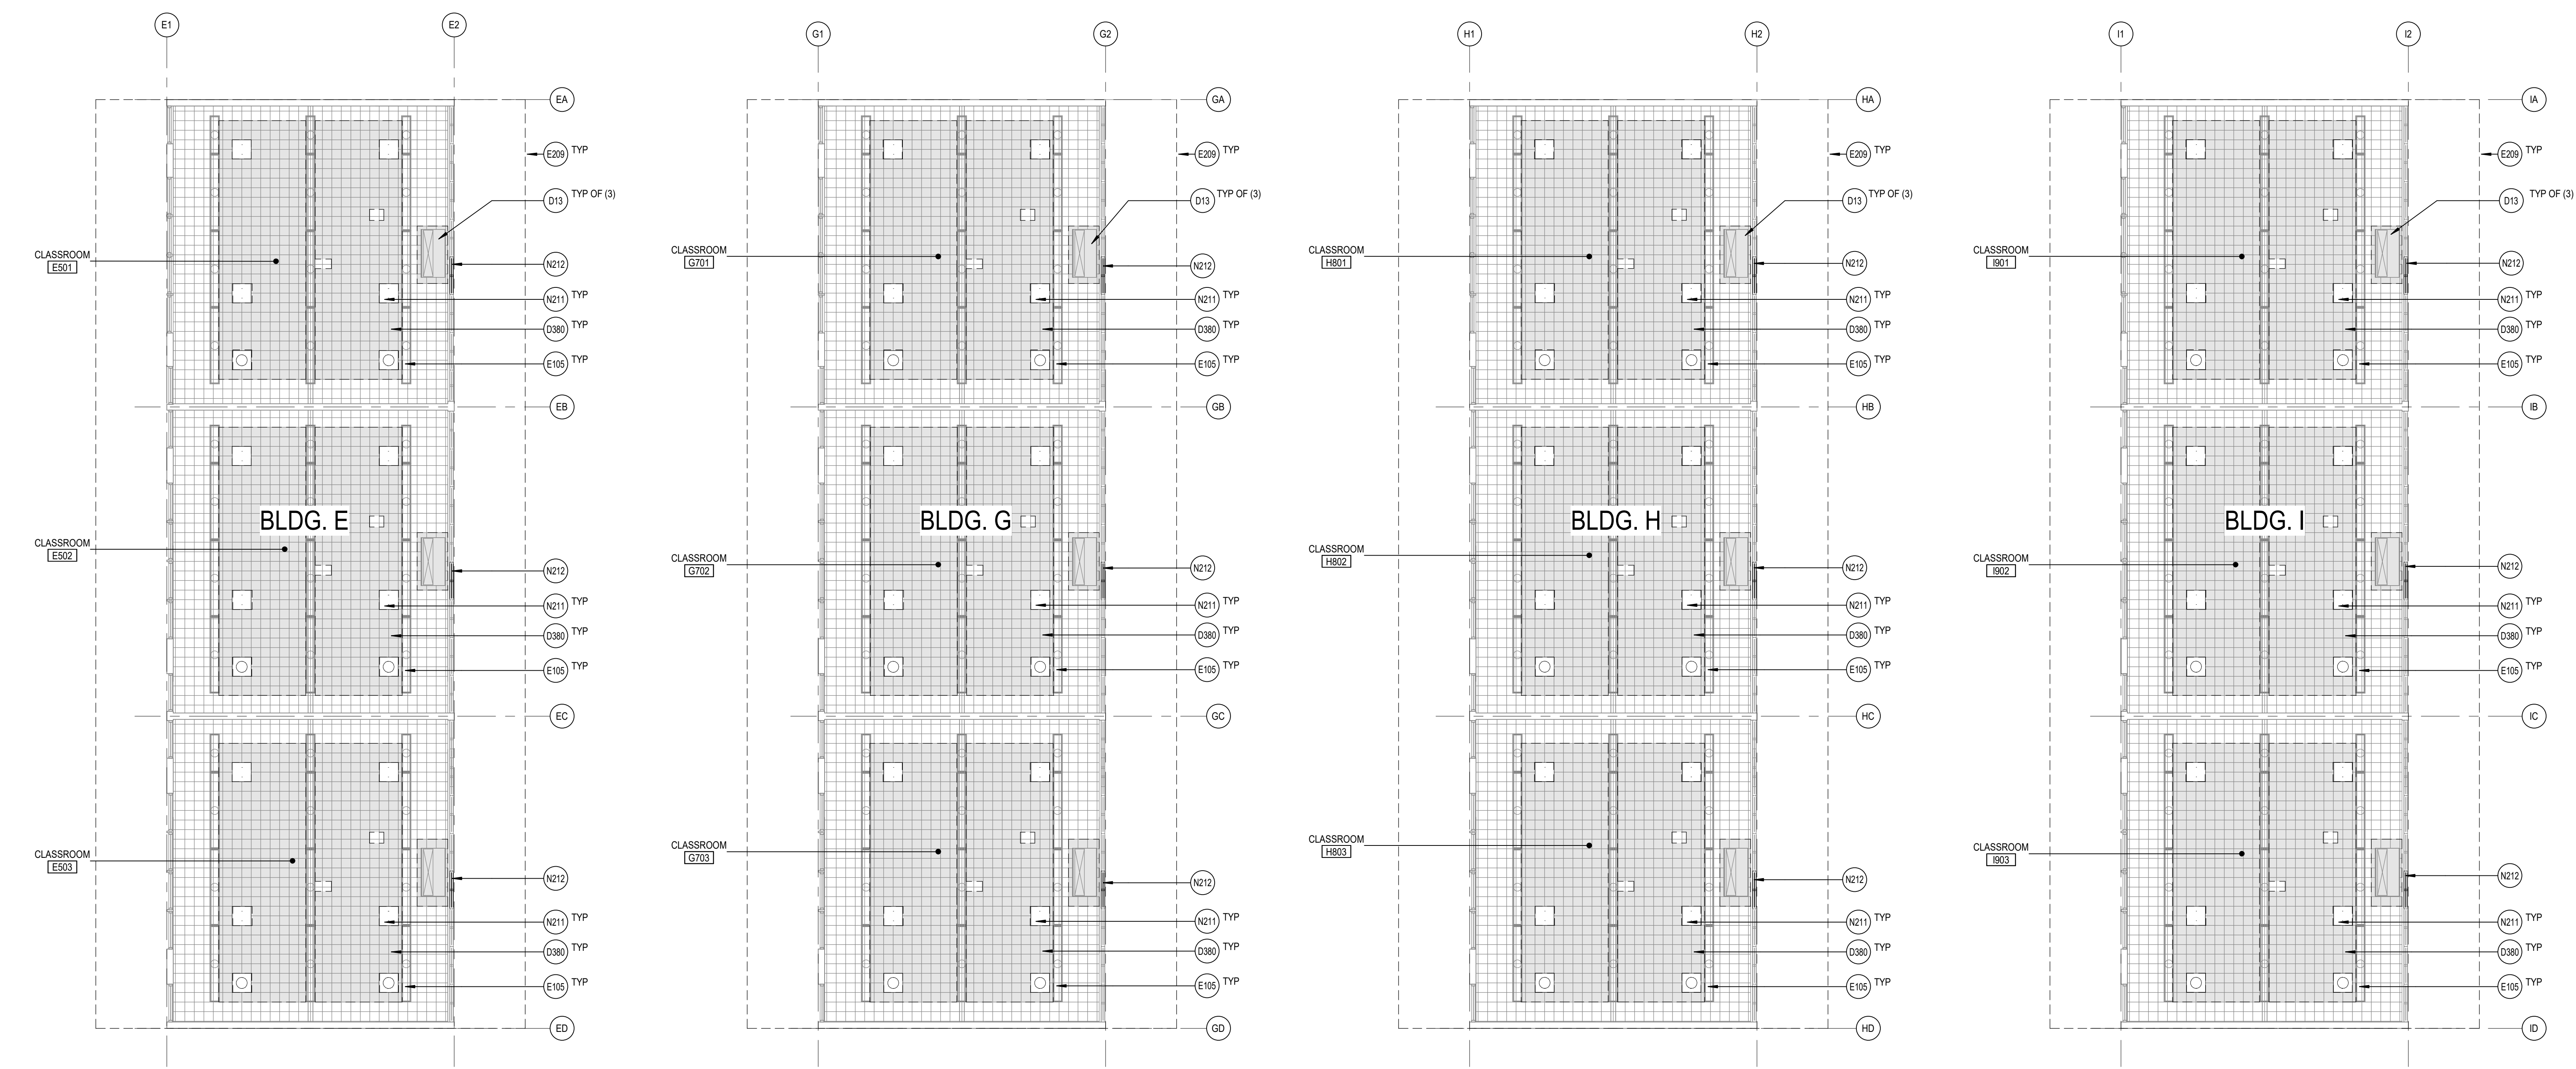 E1
E2
EA
E209 TYP
D13 TYP OF (3)
CLASSROOM
E501
N212
N211 TYP
D380 TYP
E105 TYP
EB
BLDG. E
CLASSROOM
E502
N212
N211 TYP
D380 TYP
E105 TYP
EC
CLASSROOM
E503
N212
N211 TYP
D380 TYP
E105 TYP
ED
G1
G2
GA
E209 TYP
D13 TYP OF (3)
CLASSROOM
G701
N212
N211 TYP
D380 TYP
E105 TYP
GB
BLDG. G
CLASSROOM
G702
N212
N211 TYP
D380 TYP
E105 TYP
GC
CLASSROOM
G703
N212
N211 TYP
D380 TYP
E105 TYP
GD
H1
H2
HA
E209 TYP
D13 TYP OF (3)
CLASSROOM
H801
N212
N211 TYP
D380 TYP
E105 TYP
HB
BLDG. H
CLASSROOM
H802
N212
N211 TYP
D380 TYP
E105 TYP
HC
CLASSROOM
H803
N212
N211 TYP
D380 TYP
E105 TYP
HD
I1
I2
IA
E209 TYP
D13 TYP OF (3)
CLASSROOM
I901
N212
N211 TYP
D380 TYP
E105 TYP
IB
BLDG. I
CLASSROOM
I902
N212
N211 TYP
D380 TYP
E105 TYP
IC
CLASSROOM
I903
N212
N211 TYP
D380 TYP
E105 TYP
ID